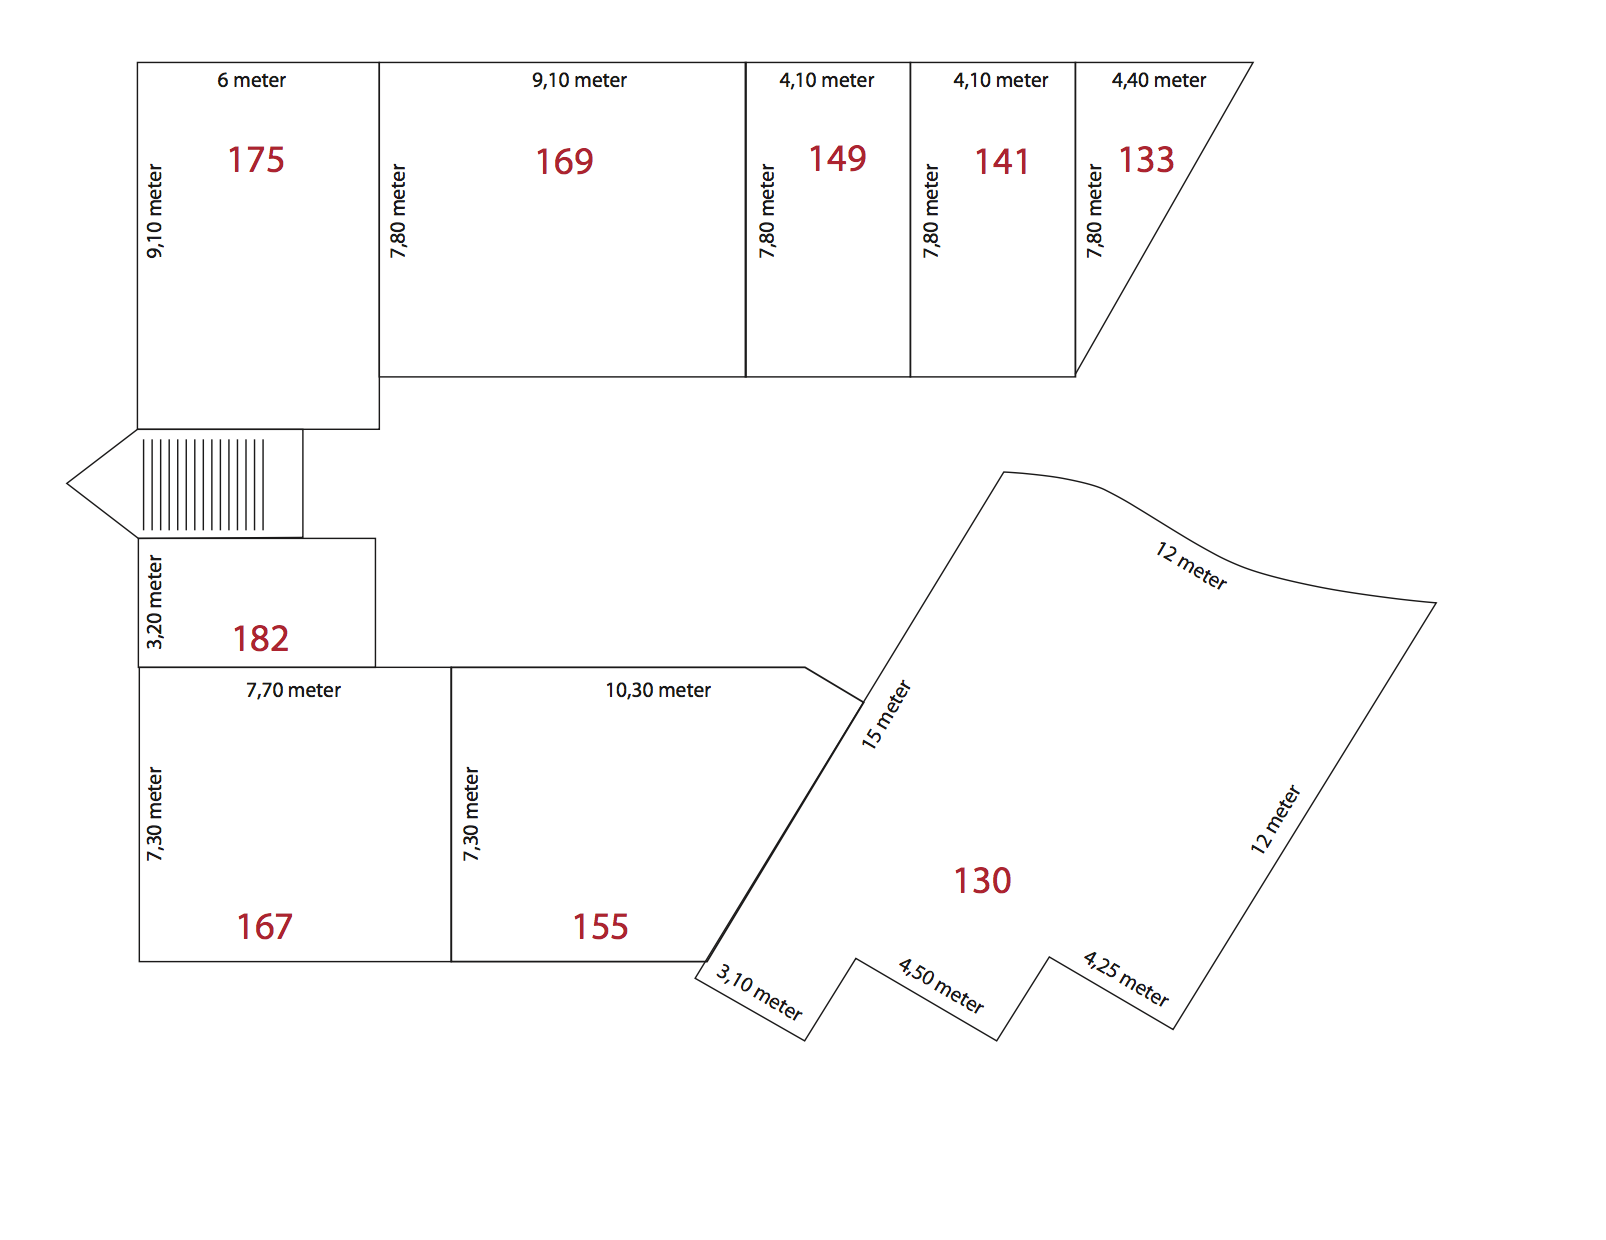 6 meter
9,10 meter
4,10 meter
4,10 meter
4,40 meter
175
169
149
141
133
9,10 meter
7,80 meter
7,80 meter
7,80 meter
7,80 meter
12 meter
3,20 meter
182
7,70 meter
10,30 meter
15 meter
7,30 meter
7,30 meter
12 meter
130
167
155
3,10 meter
4,50 meter
4,25 meter